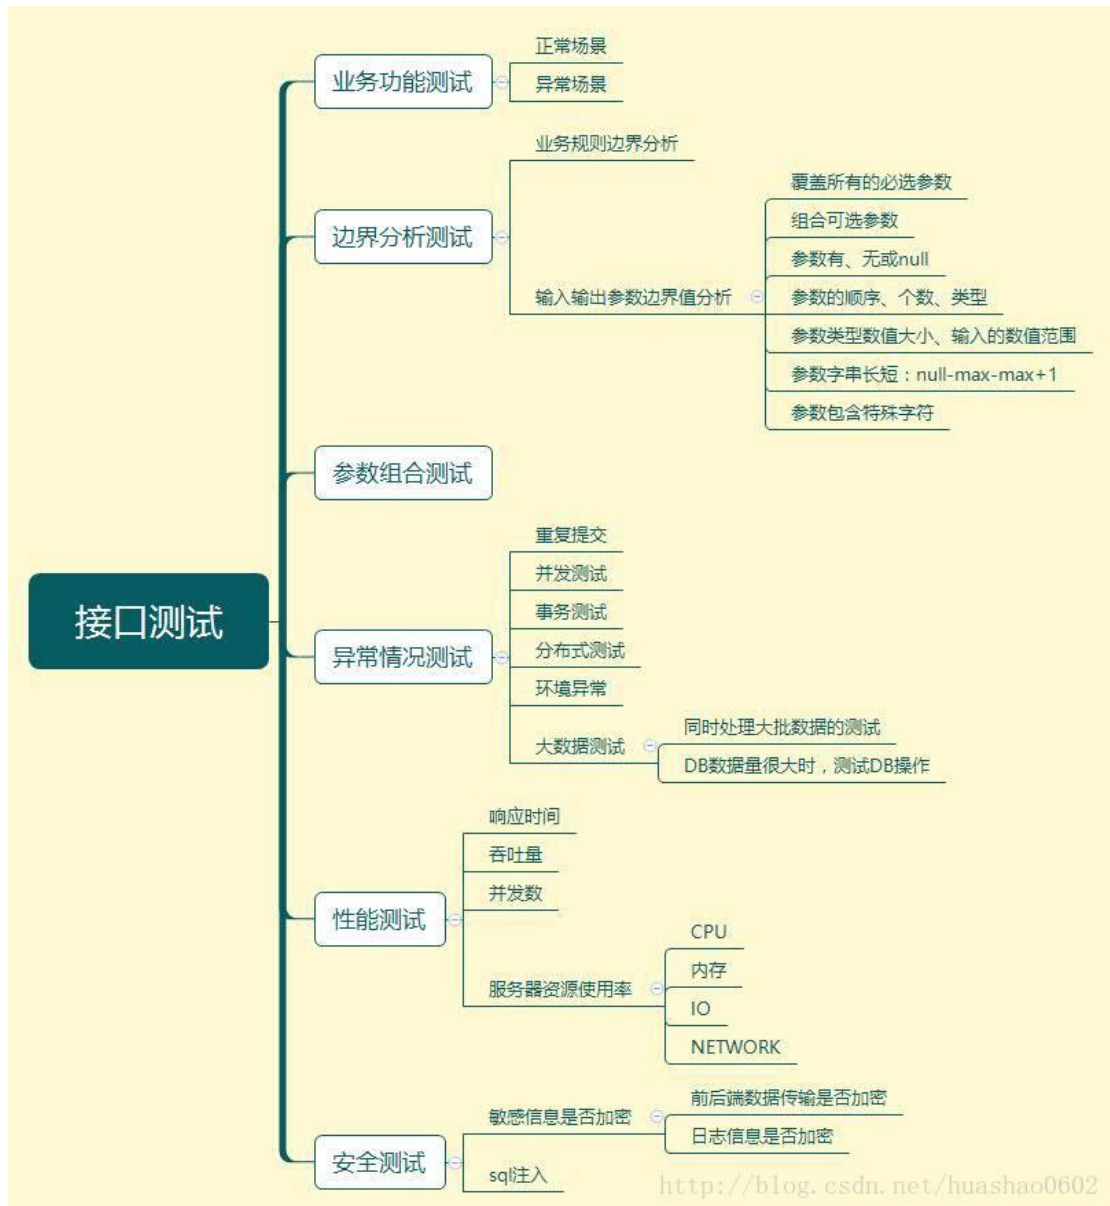 接口测试
业务功能测试
正常场景
异常场景
边界分析测试
业务规则边界分析
输入输出参数边界值分析
覆盖所有的必选参数
组合可选参数
参数有、无或null
参数的顺序、个数、类型
参数类型数值大小、输入的数值范围
参数字串长短：null-max-max+1
参数包含特殊字符
参数组合测试
异常情况测试
重复提交
并发测试
事务测试
分布式测试
环境异常
大数据测试
同时处理大批数据的测试
DB数据量很大时，测试DB操作
性能测试
响应时间
吞吐量
并发数
服务器资源使用率
CPU
内存
IO
NETWORK
安全测试
敏感信息是否加密
前后端数据传输是否加密
日志信息是否加密
sql注入
http://blog.csdn.net/huashao0602